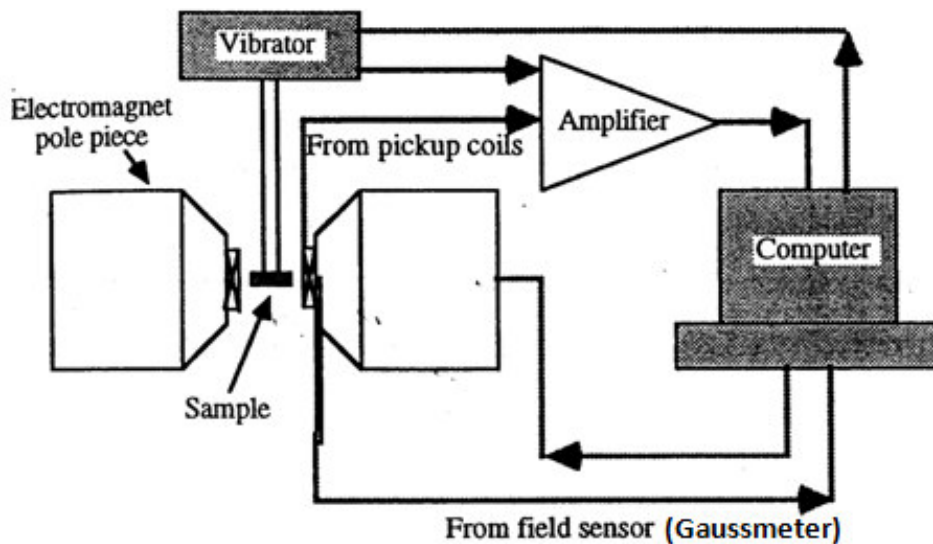 Vibrator
Electromagnet
pole piece
Amplifier
From pickup coils
Computer
Sample
From field sensor (Gaussmeter)